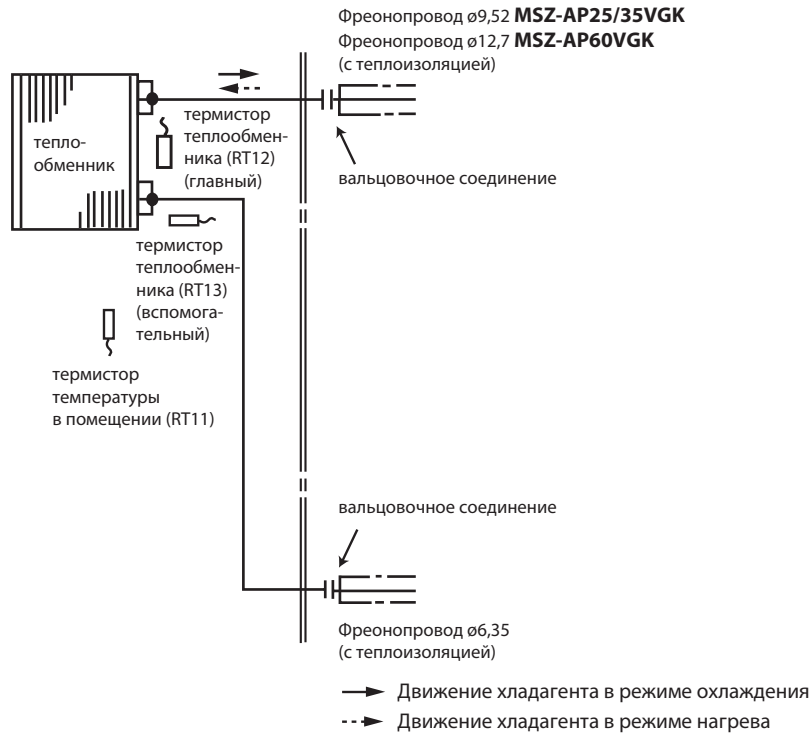 Фреонопровод ø9,52 MSZ-AP25/35VGK
Фреонопровод ø12,7 MSZ-AP60VGK
(с теплоизоляцией)
тепло-
обменник
термистор
теплообмен-
ника (RT12)
(главный)
вальцовочное соединение
термистор
теплообмен-
ника (RT13)
(вспомога-
тельный)
термистор
температуры
в помещении (RT11)
вальцовочное соединение
Фреонопровод ø6,35
(с теплоизоляцией)
Движение хладагента в режиме охлаждения
Движение хладагента в режиме нагрева